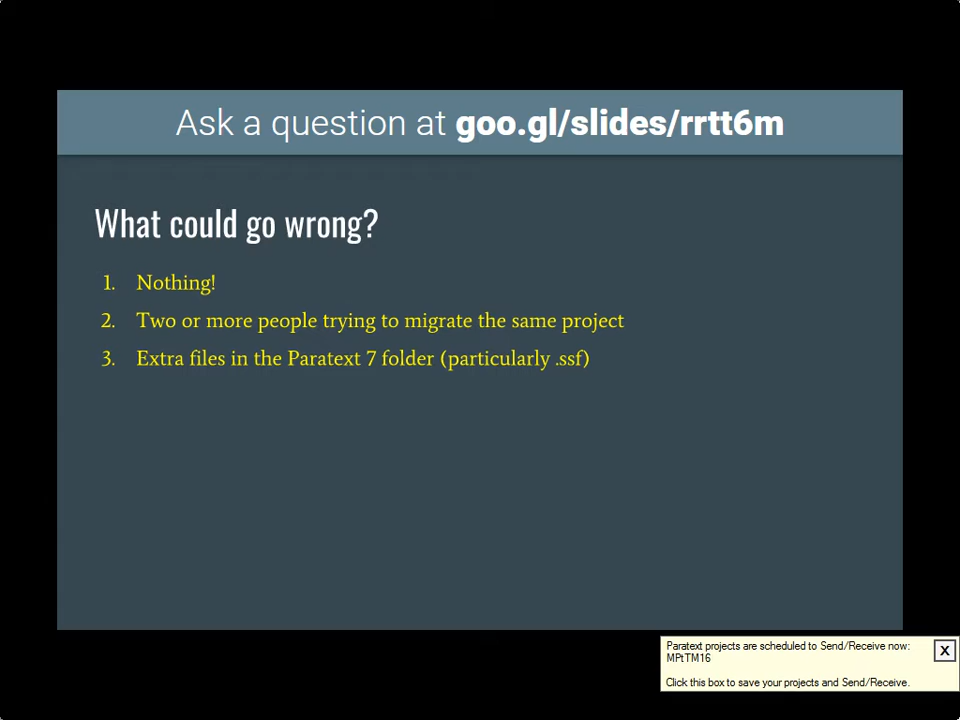 Ask a question at goo.gl/slides/rrtt6m
What could go wrong?
1. Nothing!
2. Two or more people trying to migrate the same project
3. Extra files in the Paratext 7 folder (particularly .ssf)
Paratext projects are scheduled to Send/Receive now:
MPtTM16
Click this box to save your projects and Send/Receive.
X